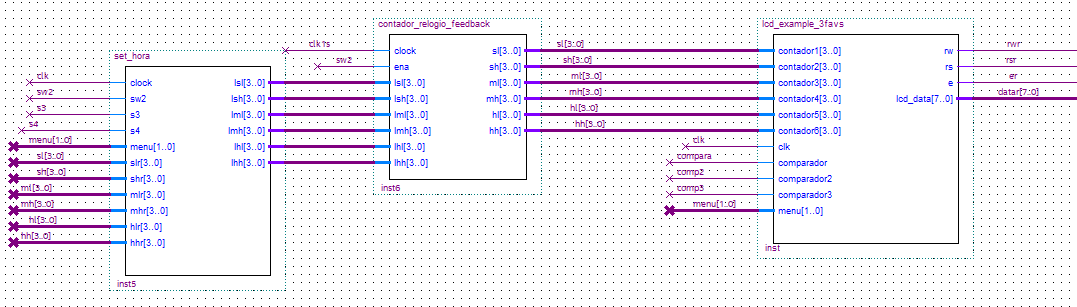 set_hora
clk
sw2
s3
s4
menu[1..0]
sl[3..0]
sh[3..0]
ml[3..0]
mh[3..0]
hl[3..0]
hh[3..0]
clock
sw2
s3
s4
menu[1..0]
slr[3..0]
shr[3..0]
mlr[3..0]
mhr[3..0]
hlr[3..0]
hhr[3..0]
lsl[3..0]
lsh[3..0]
lml[3..0]
lmh[3..0]
lhl[3..0]
lhh[3..0]
inst5
contador_relogio_feedback
clk1s
sw2
clock
ena
lsl[3..0]
lsh[3..0]
lml[3..0]
lmh[3..0]
lhl[3..0]
lhh[3..0]
sl[3..0]
sh[3..0]
ml[3..0]
mh[3..0]
hl[3..0]
hh[3..0]
inst6
sl[3..0]
sh[3..0]
ml[3..0]
mh[3..0]
hl[3..0]
hh[3..0]
lcd_example_3favs
clk
compara
comp2
comp3
menu[1..0]
contador1[3..0]
contador2[3..0]
contador3[3..0]
contador4[3..0]
contador5[3..0]
contador6[3..0]
clk
comparador
comparador2
comparador3
menu[1..0]
rw
rs
e
lcd_data[7..0]
inst
rwr
rsr
er
datar[7..0]